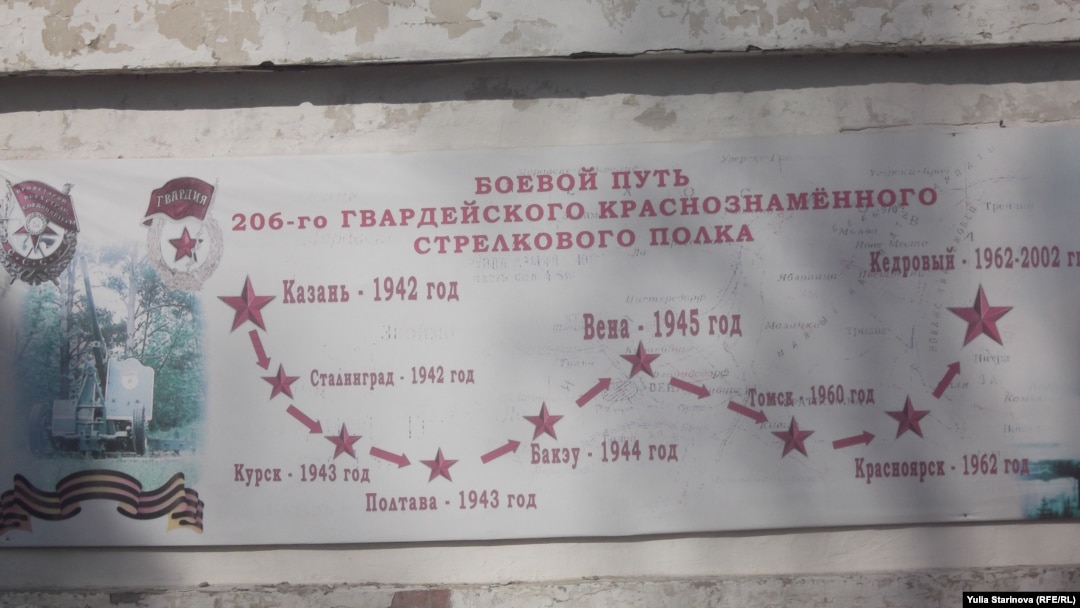 БОЕВОЙ ПУТЬ
206-го ГВАРДЕЙСКОГО КРАСНОЗНАМЁННОГО
СТРЕЛКОВОГО ПОЛКА
ГВАРДИЯ
Казань - 1942 год
Сталинград - 1942 год
Курск - 1943 год
Полтава - 1943 год
Бакэу - 1944 год
Вена - 1945 год
Томск - 1960 год
Красноярск - 1962 год
Кедровый - 1962-2002
Yulia Starinova (RFE/RL)